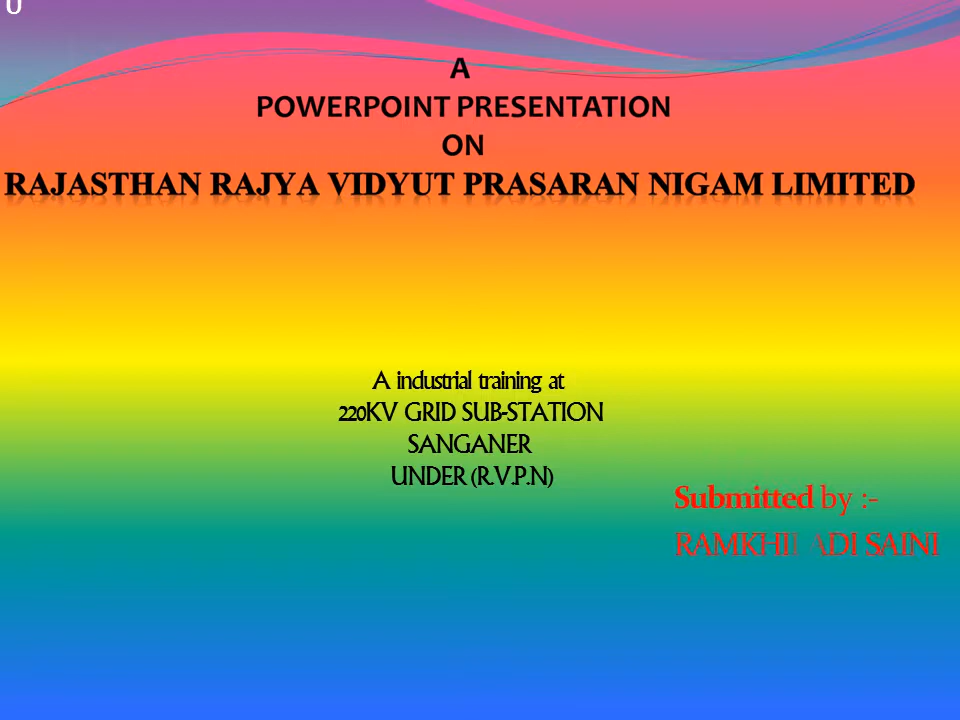 U
A
POWERPOINT PRESENTATION
ON
RAJASTHAN RAJYA VIDYUT PRASARAN NIGAM LIMITED
A industrial training at
220KV GRID SUB-STATION
SANGANER
UNDER (R.V.P.N)
Submitted by :-
SAINI